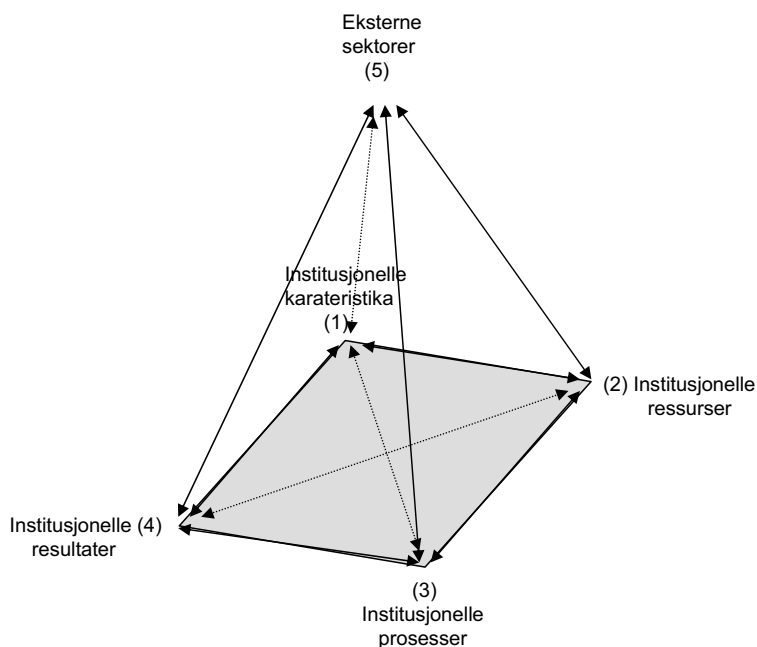 Eksterne
sektorer
(5)
Institusjonelle
karateristika
(1)
(2) Institusjonelle
ressurser
Institusjonelle (4)
resultater
(3)
Institusjonelle
prosesser